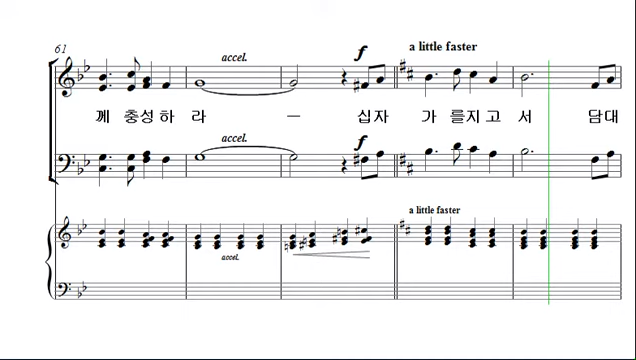 61
accel.
f
a little faster
께 충성하 라 — 십자 가 를지고 서 담대
accel.
f
a little faster
accel.